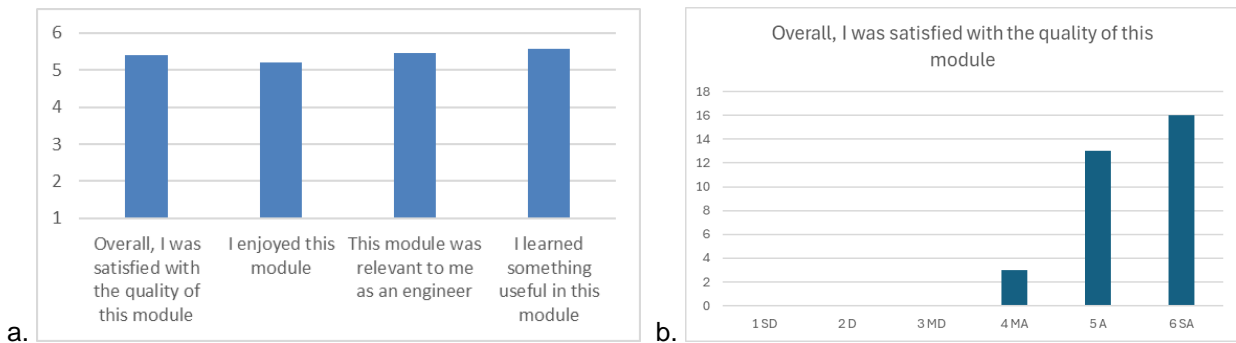 6
5
4
3
2
1
Overall, I was
satisfied with
the quality of
this module
I enjoyed this
module
This module was
relevant to me
as an engineer
I learned
something
useful in this
module
a.
Overall, I was satisfied with the quality of this
module
18
16
14
12
10
8
6
4
2
0
1 SD 2 D 3 MD 4 MA 5 A 6 SA
b.